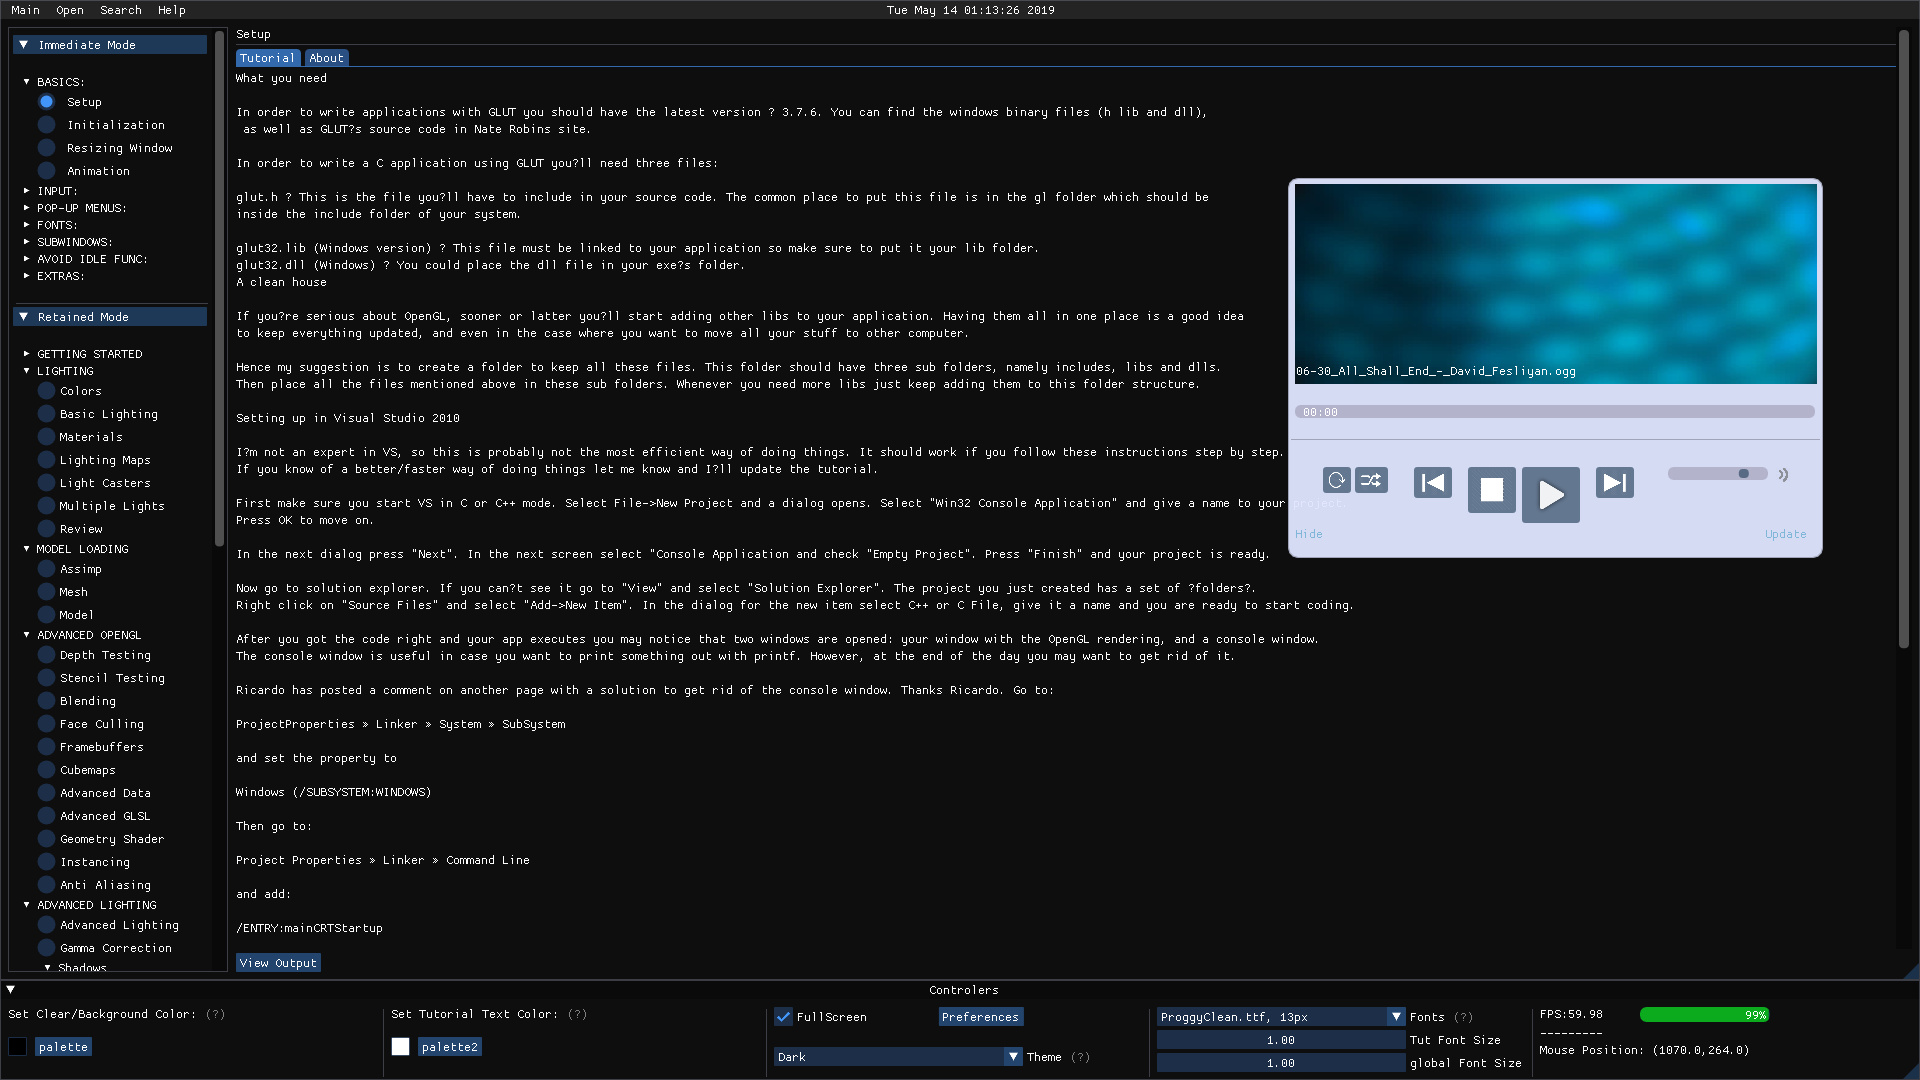 Main Open Search Help
Tue May 14 01:13:26 2019
Immediate Mode
BASICS:
Setup
Initialization
Resizing Window
Animation
INPUT:
POP-UP MENUS:
FONTS:
SUBWINDOWS:
AVOID IDLE FUNC:
EXTRAS:
Retained Mode
GETTING STARTED
LIGHTING
Colors
Basic Lighting
Materials
Lighting Maps
Light Casters
Multiple Lights
Review
MODEL LOADING
Assimp
Mesh
Model
ADVANCED OPENGL
Depth Testing
Stencil Testing
Blending
Face Culling
Framebuffers
Cubemaps
Advanced Data
Advanced GLSL
Geometry Shader
Instancing
Anti Aliasing
ADVANCED LIGHTING
Advanced Lighting
Gamma Correction
Shadows
Setup
Tutorial About
What you need
In order to write applications with GLUT you should have the latest version ? 3.7.6. You can find the windows binary files (h lib and dll),
as well as GLUT?s source code in Nate Robins site.
In order to write a C application using GLUT you?ll need three files:
glut.h ? This is the file you?ll have to include in your source code. The common place to put this file is in the gl folder which should be
inside the include folder of your system.
glut32.lib (Windows version) ? This file must be linked to your application so make sure to put it your lib folder.
glut32.dll (Windows) ? You could place the dll file in your exe?s folder.
A clean house
If you?re serious about OpenGL, sooner or latter you?ll start adding other libs to your application. Having them all in one place is a good idea
to keep everything updated, and even in the case where you want to move all your stuff to other computer.
Hence my suggestion is to create a folder to keep all these files. This folder should have three sub folders, namely includes, libs and dlls.
Then place all the files mentioned above in these sub folders. Whenever you need more libs just keep adding them to this folder structure.
Setting up in Visual Studio 2010
I?m not an expert in VS, so this is probably not the most efficient way of doing things. It should work if you follow these instructions step by step.
If you know of a better/faster way of doing things let me know and I?ll update the tutorial.
First make sure you start VS in C or C++ mode. Select File->New Project and a dialog opens. Select "Win32 Console Application" and give a name to your project.
Press OK to move on.
In the next dialog press "Next". In the next screen select "Console Application and check "Empty Project". Press "Finish" and your project is ready.
Now go to solution explorer. If you can?t see it go to "View" and select "Solution Explorer". The project you just created has a set of ?folders?.
Right click on "Source Files" and select "Add->New Item". In the dialog for the new item select C++ or C File, give it a name and you are ready to start coding.
After you got the code right and your app executes you may notice that two windows are opened: your window with the OpenGL rendering, and a console window.
The console window is useful in case you want to print something out with printf. However, at the end of the day you may want to get rid of it.
Ricardo has posted a comment on another page with a solution to get rid of the console window. Thanks Ricardo. Go to:
ProjectProperties » Linker » System » SubSystem
and set the property to
Windows (/SUBSYSTEM:WINDOWS)
Then go to:
Project Properties » Linker » Command Line
and add:
/ENTRY:mainCRTStartup
View Output
06-30_All_Shall_End_-_David_Fesliyan.ogg
00:00
Hide Update
Controlers
Set Clear/Background Color: (?)
palette
Set Tutorial Text Color: (?)
palette2
FullScreen Preferences
Dark Theme (?)
ProggyClean.ttf, 13px Fonts (?)
1.00 Tut Font Size
1.00 global Font Size
FPS:59.98 99%
---------
Mouse Position: (1070.0,264.0)